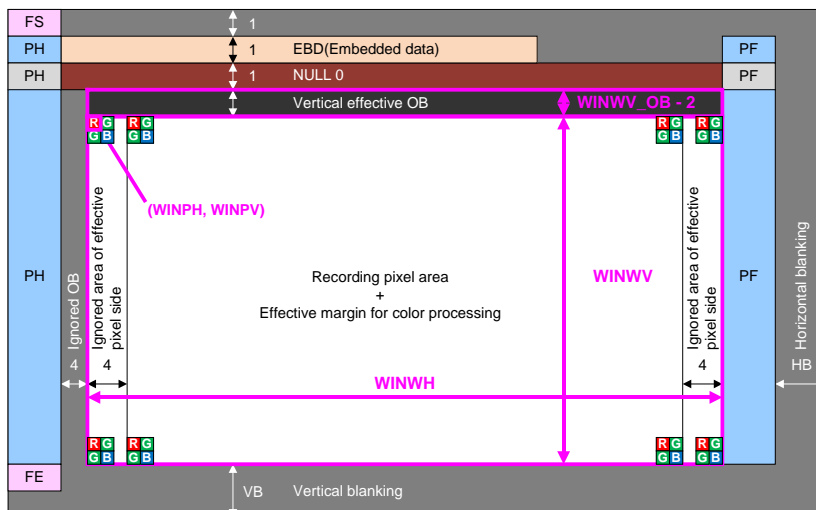 FS
1
PH
1
EBD(Embedded data)
PF
PH
1
NULL 0
PF
Vertical effective OB
WINWV_OB - 2
R G
G B
R G
G B
R G
G B
R G
G B
(WINPH, WINPV)
PH
Ignored OB
4
Ignored area of effective
pixel side
4
Recording pixel area
+
Effective margin for color processing
WINWV
WINWH
Ignored area of effective
pixel side
4
PF
Horizontal blanking
HB
R G
G B
R G
G B
R G
G B
R G
G B
FE
VB
Vertical blanking